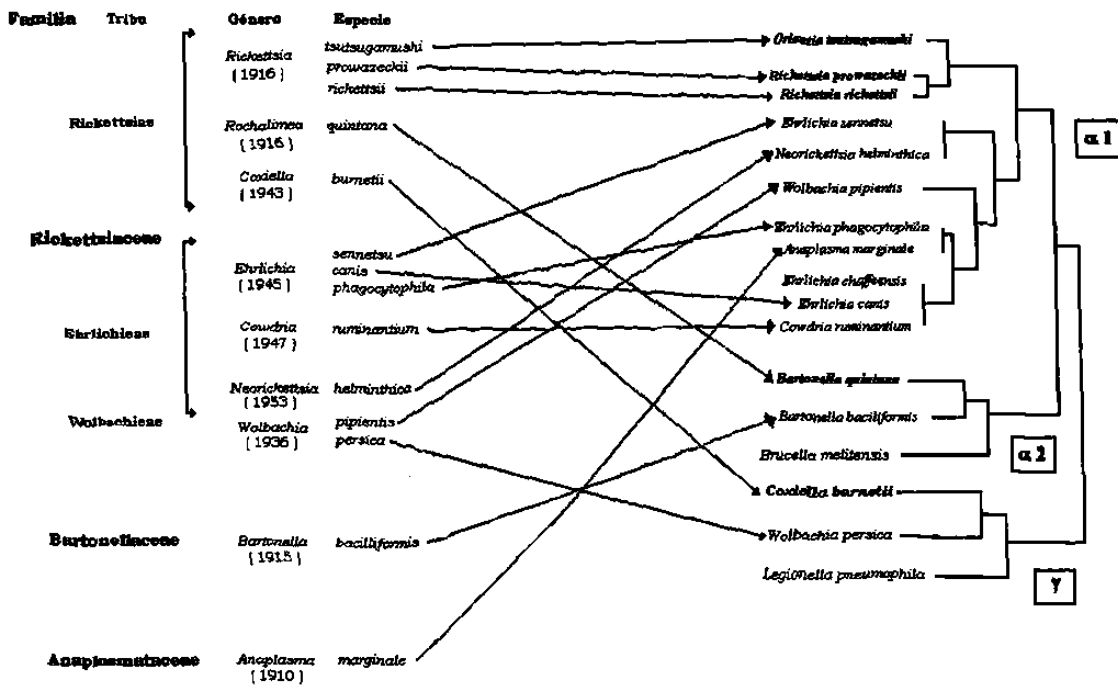 Familia Tribu Género Especie
Rickettsia
(1916)
tsutsugamushi
prowazeckii
rickettsii
Rickettsiae
Rochalimea
(1916)
quintana
Coxiella
(1943)
burnetii
Rickettsiaceae
Ehrlichia
(1945)
sennetsu
canis
phagocytophila
Ehrlichieae
Cowdria
(1947)
ruminantium
Neorickettsia
(1953)
helminthica
Wolbachieae
Wolbachia
(1936)
pipientis
persica
Bartonellaceae
Bartonella
(1915)
bacilliformis
Anaplasmataceae
Anaplasma
(1910)
marginale
Orientia tsutsugamushi
Rickettsia prowazeckii
Rickettsia rickettsii
Ehrlichia sennetsu
Neorickettsia helminthica
Wolbachia pipientis
Ehrlichia phagocytophila
Anaplasma marginale
Ehrlichia chaffeensis
Ehrlichia canis
Cowdria ruminantium
Bartonella quintana
Bartonella baciliformis
Brucella melitensis
Coxiella burnetii
Wolbachia persica
Legionella pneumophila
α 1
α 2
γ